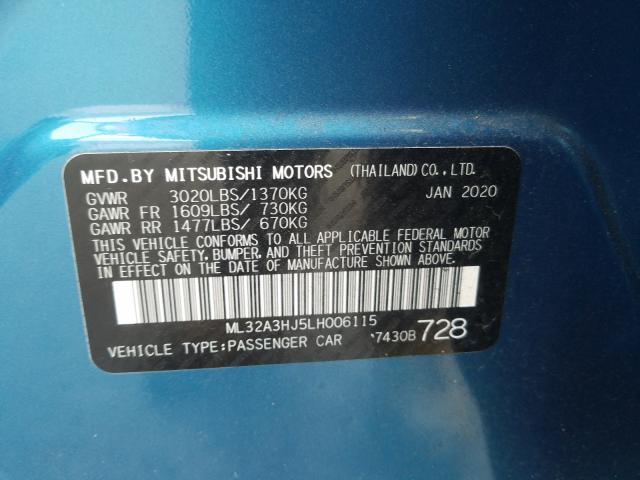 MFD.BY MITSUBISHI MOTORS (THAILAND)CO.,LTD.
GVWR 3020LBS/1370KG JAN 2020
GAWR FR 1609LBS/ 730KG
GAWR RR 1477LBS/ 670KG
THIS VEHICLE CONFORMS TO ALL APPLICABLE FEDERAL MOTOR
VEHICLE SAFETY, BUMPER, AND THEFT PREVENTION STANDARDS
IN EFFECT ON THE DATE OF MANUFACTURE SHOWN ABOVE.
ML32A3HJ5LH006115
VEHICLE TYPE:PASSENGER CAR 7430B 728